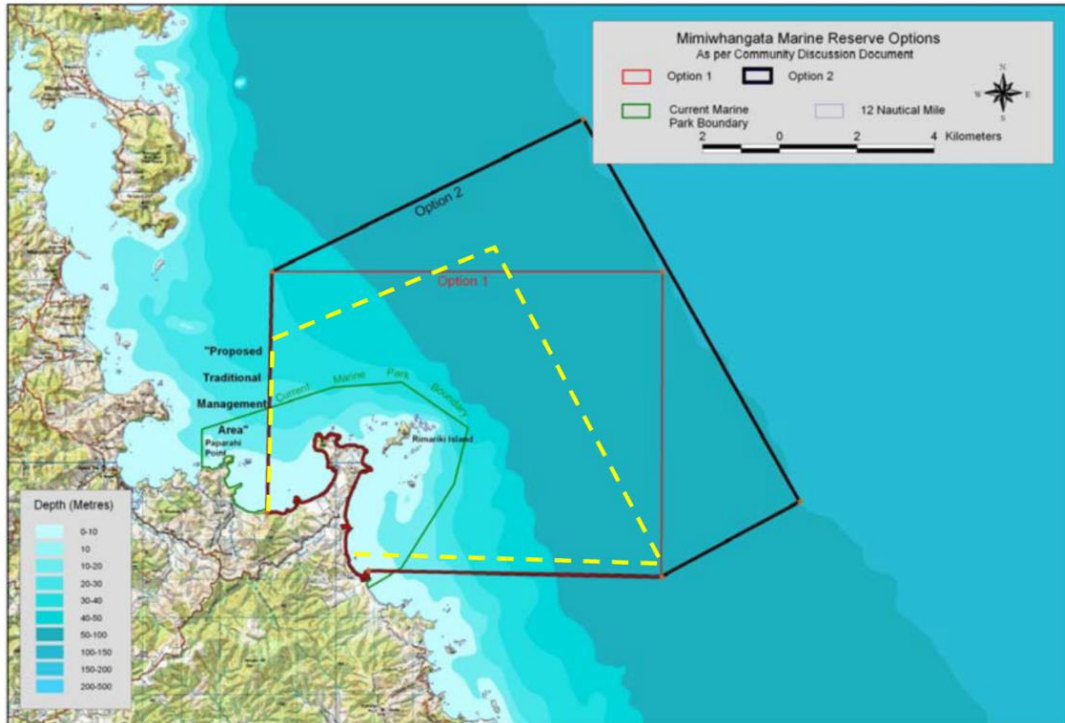 Mimiwhangata Marine Reserve Options
As per Community Discussion Document
Option 1
Option 2
Current Marine
Park Boundary
12 Nautical Mile
N
W
E
S
2 0 2 4 Kilometers
Option 2
Option 1
"Proposed
Traditional
Management
Area"
Current Marine Park Boundary
Paparahi
Point
Rimariki Island
Depth (Metres)
0-10
10
10-20
20-30
30-40
40-50
50-100
100-150
150-200
200-500